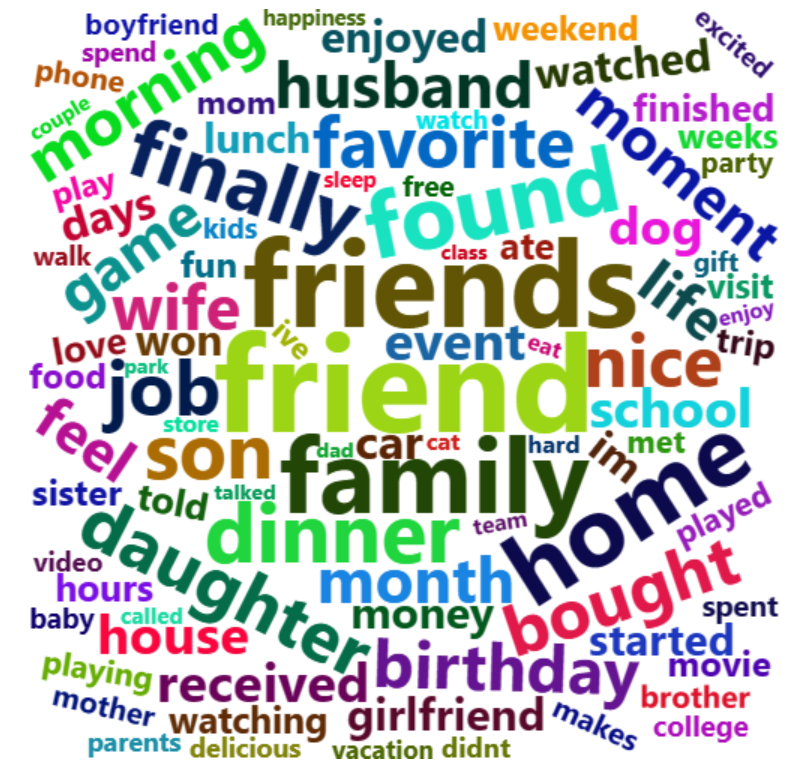 boyfriend
happiness
excited
spend
enjoyed
weekend
phone
morning
husband
watched
couple
mom
finished
lunch
favorite
watch
moment
weeks
finally
found
party
play
sleep
free
days
kids
dog
game
walk
fun
class
ate
gift
friends
life
visit
wife
enjoy
love
won
ive
event
eat
trip
food
park
job
friend
nice
store
school
feel
son
dad
car
cat
hard
im
met
family
home
sister
told
talked
played
daughter
dinner
team
video
month
bought
hours
baby
called
money
spent
house
started
playing
received
birthday
movie
mother
watching
girlfriend
makes
brother
college
parents
delicious
vacation
didnt